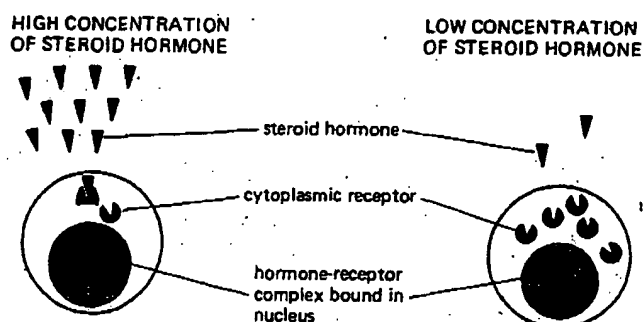 HIGH CONCENTRATION
OF STEROID HORMONE
LOW CONCENTRATION
OF STEROID HORMONE
steroid hormone
cytoplasmic receptor
hormone-receptor
complex bound in
nucleus